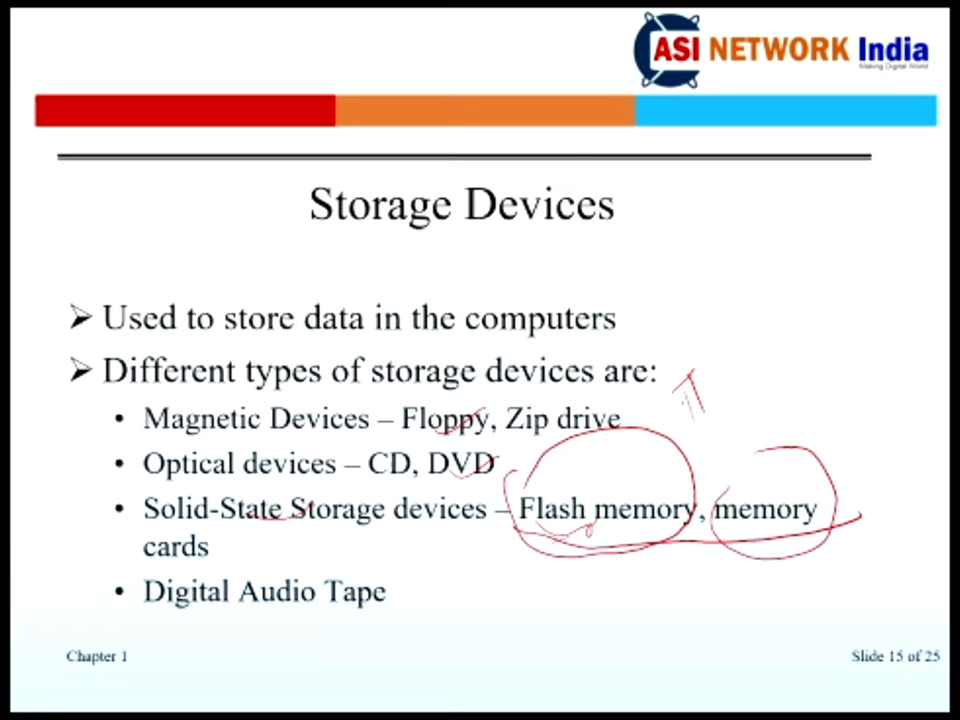 CASI NETWORK India
Making Digital World
Storage Devices
➢ Used to store data in the computers
➢ Different types of storage devices are:
• Magnetic Devices – Floppy, Zip drive
• Optical devices – CD, DVD
• Solid-State Storage devices – Flash memory, memory
cards
• Digital Audio Tape
Chapter 1
Slide 15 of 25